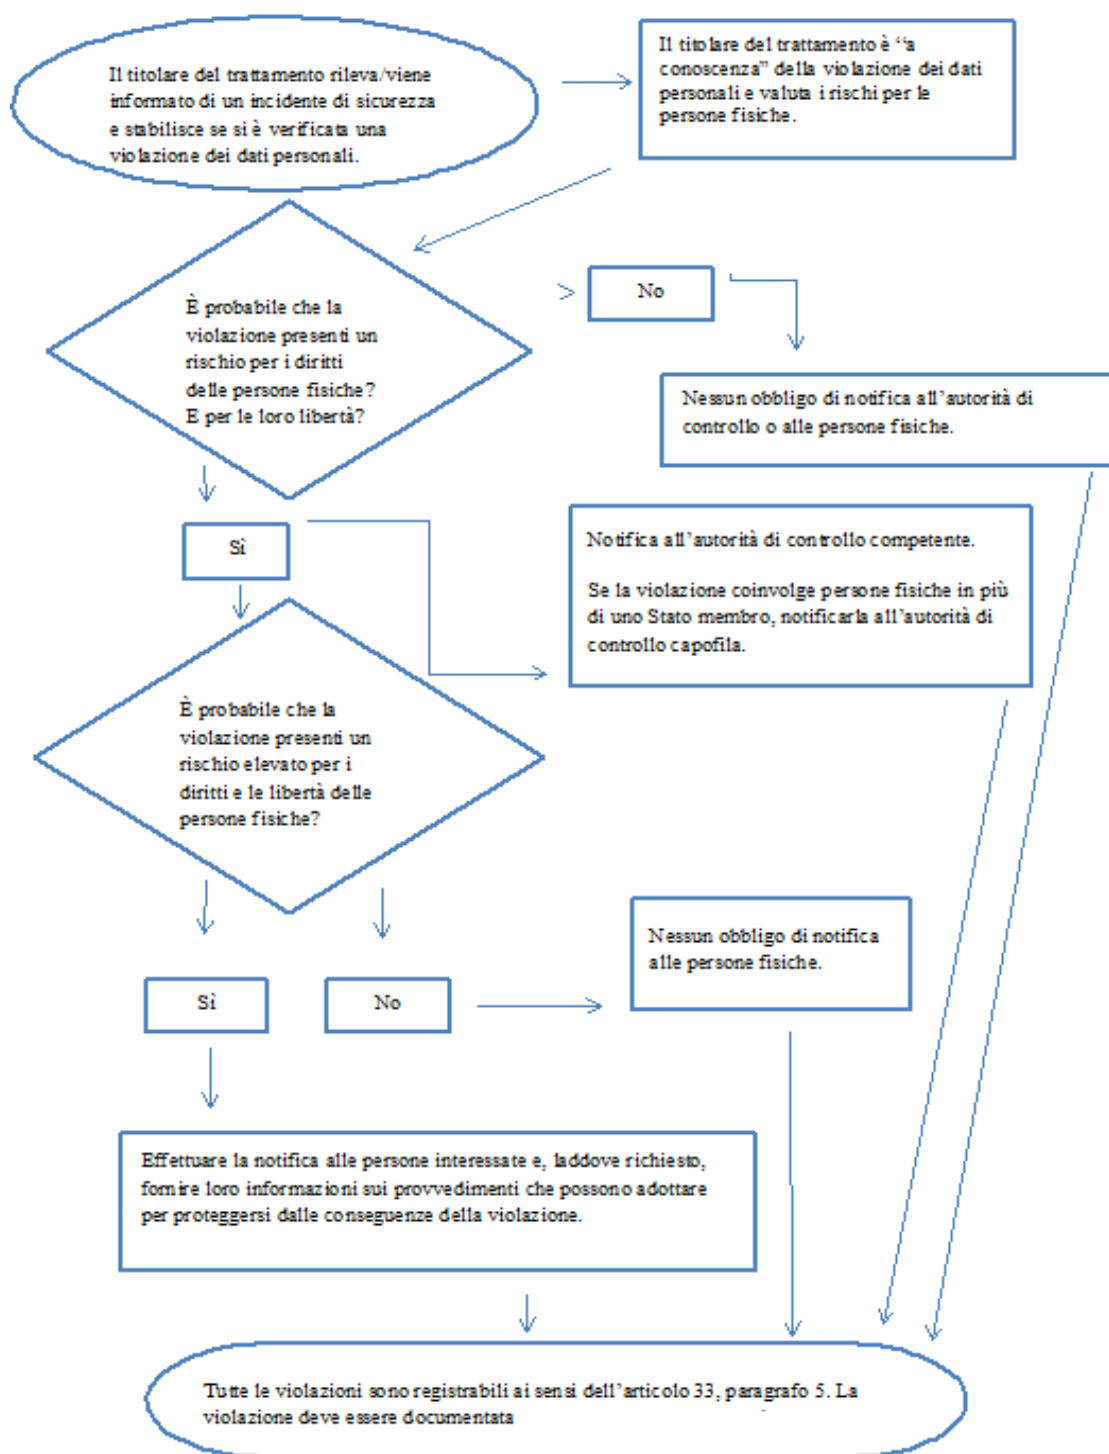 Il titolare del trattamento rileva/viene
informato di un incidente di sicurezza
e stabilisce se si è verificata una
violazione dei dati personali.
Il titolare del trattamento è “a
conoscenza” della violazione dei dati
personali e valuta i rischi per le
persone fisiche.
È probabile che la
violazione presenti un
rischio per i diritti
delle persone fisiche?
E per le loro libertà?
No
Nessun obbligo di notifica all’autorità di
controllo o alle persone fisiche.
Sì
Notifica all’autorità di controllo competente.
Se la violazione coinvolge persone fisiche in più
di uno Stato membro, notificarla all’autorità di
controllo capofila.
È probabile che la
violazione presenti un
rischio elevato per i
diritti e le libertà delle
persone fisiche?
Sì
No
Nessun obbligo di notifica
alle persone fisiche.
Effettuare la notifica alle persone interessate e, laddove richiesto,
fornire loro informazioni sui provvedimenti che possono adottare
per proteggersi dalle conseguenze della violazione.
Tutte le violazioni sono registrabili ai sensi dell’articolo 33, paragrafo 5. La
violazione deve essere documentata